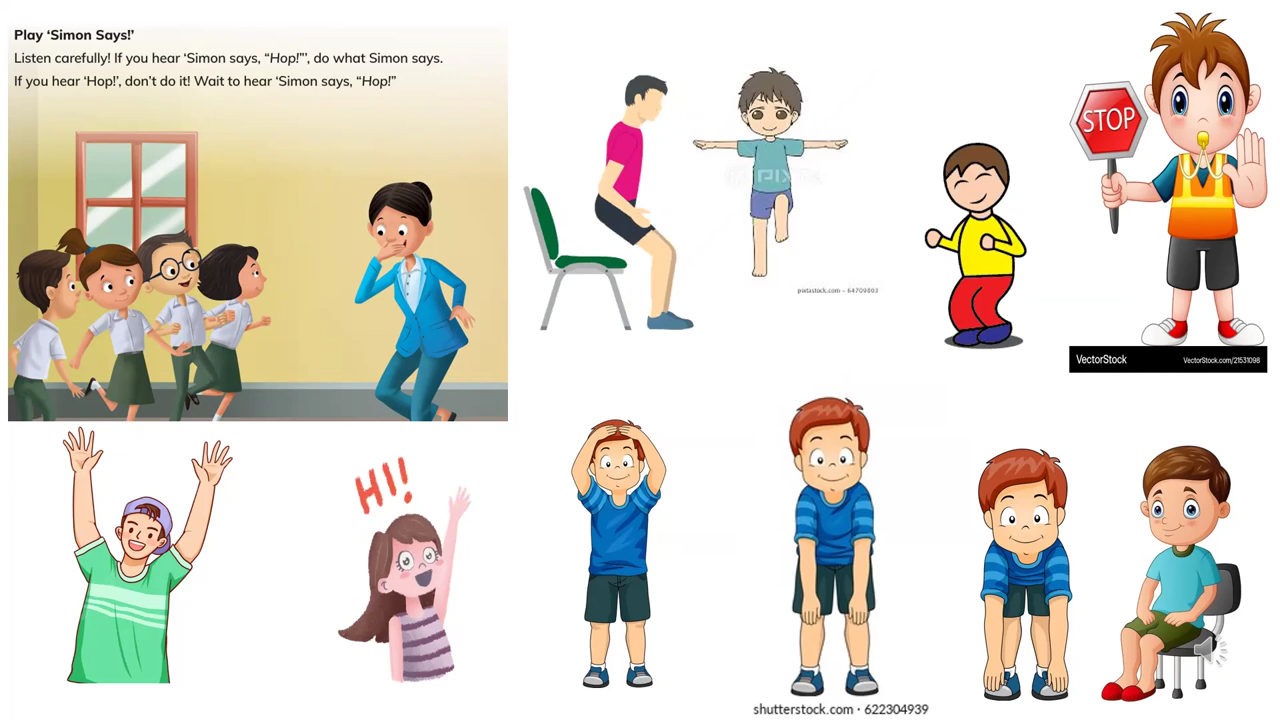 Play ‘Simon Says!’
Listen carefully! If you hear ‘Simon says, “Hop!”’, do what Simon says.
If you hear ‘Hop!’, don’t do it! Wait to hear ‘Simon says, “Hop!”
STOP
PIXTA
pixtastock.com – 64709803
VectorStock
VectorStock.com/21531098
HI!
shutterstock.com · 622304939